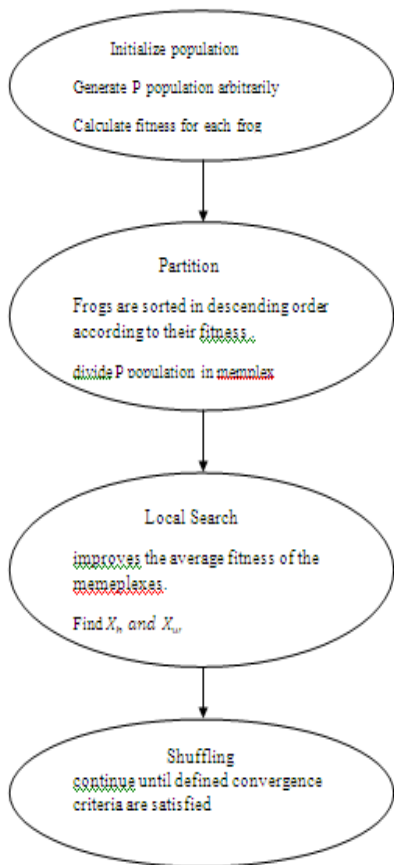 Initialize population
Generate P population arbitrarily
Calculate fitness for each frog
Partition
Frogs are sorted in descending order
according to their fitness .
divide P population in memplex
Local Search
improves the average fitness of the
memeplexes.
Find X_b, and X_w,
Shuffling
continue until defined convergence
criteria are satisfied